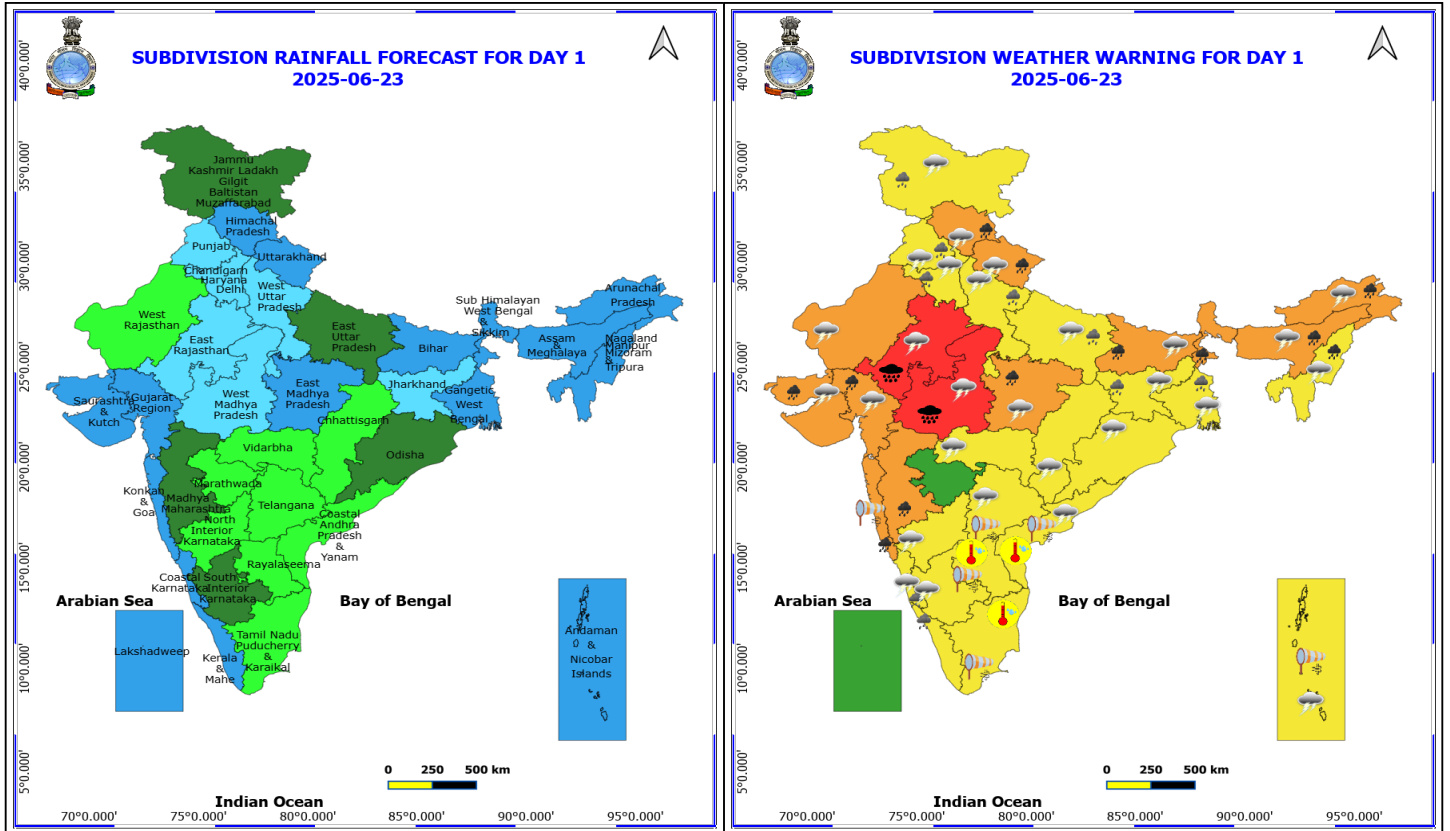 SUBDIVISION RAINFALL FORECAST FOR DAY 1
2025-06-23
40°0.000'
35°0.000'
30°0.000'
25°0.000'
20°0.000'
15°0.000'
10°0.000'
5°0.000'
Jammu
Kashmir Ladakh
Gilgit
Baltistan
Muzaffarabad
Himachal
Pradesh
Punjab
Uttarakhand
Chandigarh
Haryana
Delhi
West
Uttar
Pradesh
West
Rajasthan
East
Rajasthan
East
Uttar
Pradesh
Sub Himalayan
West Bengal
&
Sikkim
Arunachal
Pradesh
Assam
&
Meghalaya
Nagaland
Manipur
Mizoram
&
Tripura
Bihar
Jharkhand
Gangetic
West
Bengal
Saurashtra
&
Kutch
Gujarat
Region
West
Madhya
Pradesh
East
Madhya
Pradesh
Chhattisgarh
Odisha
Vidarbha
Konkan
&
Goa
Madhya
Maharashtra
Marathwada
Telangana
North
Interior
Karnataka
Coastal
Andhra
Pradesh
&
Yanam
Rayalaseema
Coastal
Karnataka
South
Interior
Karnataka
Arabian Sea
Bay of Bengal
Lakshadweep
Kerala
&
Mahe
Tamil Nadu
Puducherry
&
Karaikal
Andaman
&
Nicobar
Islands
0 250 500 km
Indian Ocean
70°0.000' 75°0.000' 80°0.000' 85°0.000' 90°0.000' 95°0.000'
SUBDIVISION WEATHER WARNING FOR DAY 1
2025-06-23
40°0.000'
35°0.000'
30°0.000'
25°0.000'
20°0.000'
15°0.000'
10°0.000'
5°0.000'
Arabian Sea
Bay of Bengal
0 250 500 km
Indian Ocean
70°0.000' 75°0.000' 80°0.000' 85°0.000' 90°0.000' 95°0.000'